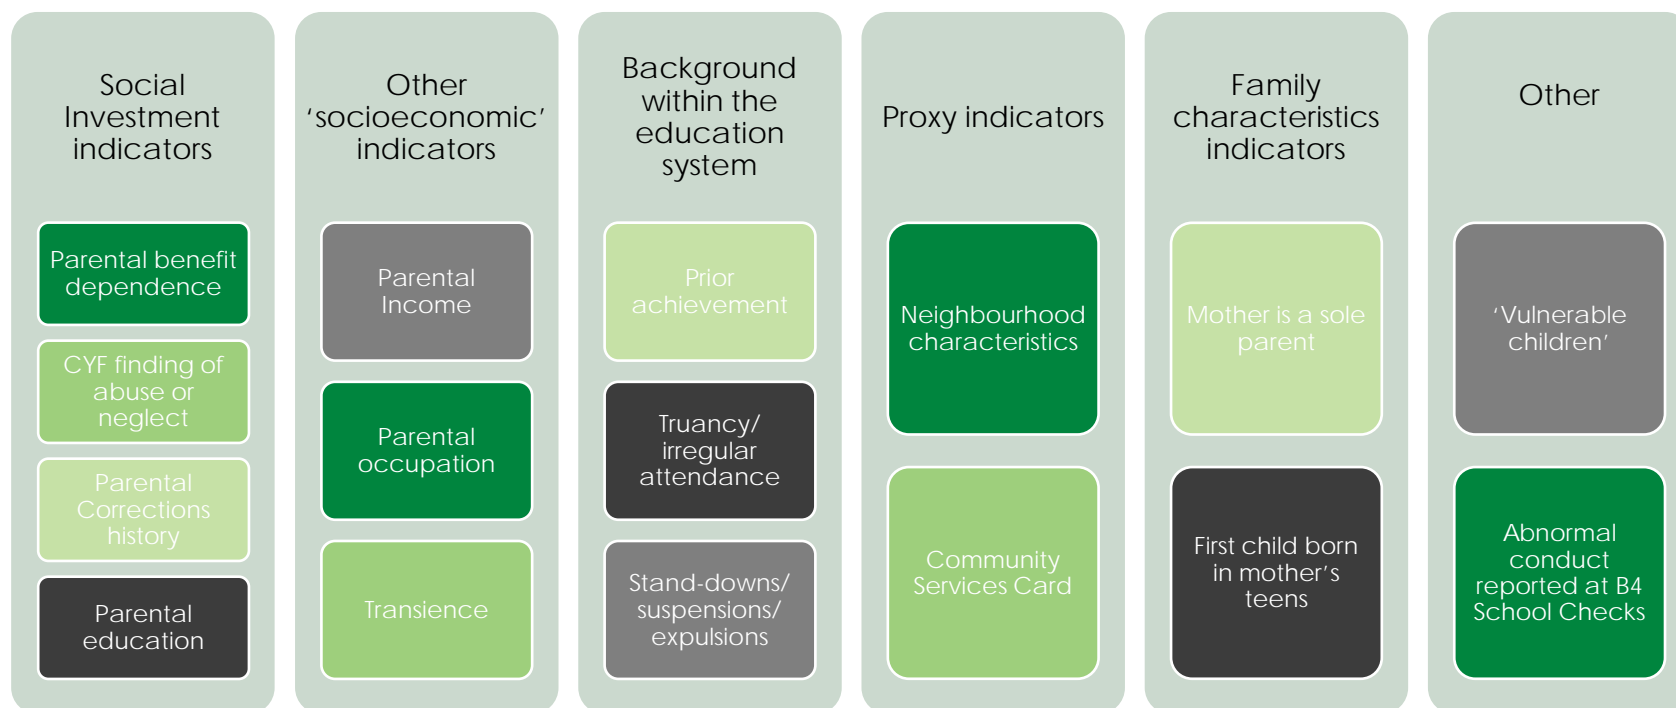 Social
Investment
indicators
Parental benefit
dependence
CYF finding of
abuse or
neglect
Parental
Corrections
history
Parental
education
Other
‘socioeconomic’
indicators
Parental
Income
Parental
occupation
Transience
Background
within the
education
system
Prior
achievement
Truancy/
irregular
attendance
Stand-downs/
suspensions/
expulsions
Proxy indicators
Neighbourhood
characteristics
Community
Services Card
Family
characteristics
indicators
Mother is a sole
parent
First child born
in mother’s
teens
Other
‘Vulnerable
children’
Abnormal
conduct
reported at B4
School Checks